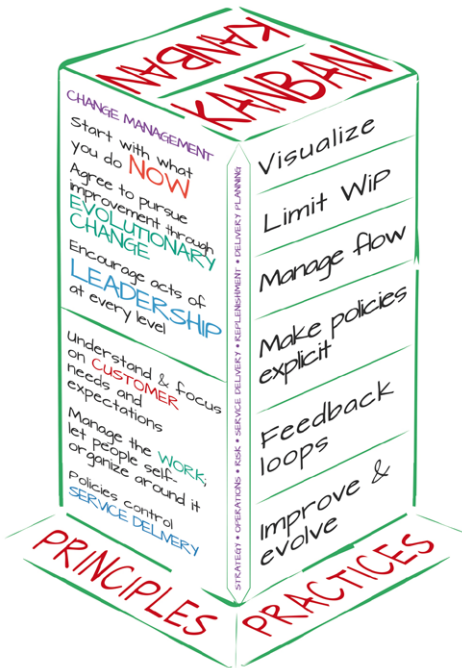 KANBAN
KANBAN
CHANGE MANAGEMENT
Start with what
you do NOW
Agree to pursue
improvement through
EVOLUTIONARY
CHANGE
Encourage acts of
LEADERSHIP
at every level
Understand & focus
on CUSTOMER
needs and
expectations
Manage the WORK;
let people self-
organize around it
Policies control
SERVICE DELIVERY
STRATEGY • OPERATIONS • RISK • SERVICE DELIVERY • REPLENISHMENT • DELIVERY PLANNING
Visualize
Limit WiP
Manage flow
Make policies
explicit
Feedback
loops
Improve &
evolve
PRINCIPLES
PRACTICES